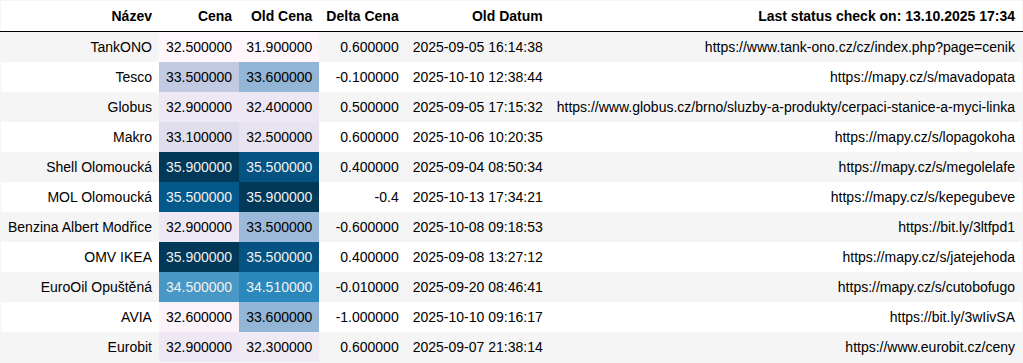 Název Cena Old Cena Delta Cena Old Datum Last status check on: 13.10.2025 17:34
TankONO 32.500000 31.900000 0.600000 2025-09-05 16:14:38 https://www.tank-ono.cz/cz/index.php?page=cenik
Tesco 33.500000 33.600000 -0.100000 2025-10-10 12:38:44 https://mapy.cz/s/mavadopata
Globus 32.900000 32.400000 0.500000 2025-09-05 17:15:32 https://www.globus.cz/brno/sluzby-a-produkty/cerpaci-stanice-a-myci-linka
Makro 33.100000 32.500000 0.600000 2025-10-06 10:20:35 https://mapy.cz/s/lopagokoha
Shell Olomoucká 35.900000 35.500000 0.400000 2025-09-04 08:50:34 https://mapy.cz/s/megolelafe
MOL Olomoucká 35.500000 35.900000 -0.4 2025-10-13 17:34:21 https://mapy.cz/s/kepegubeve
Benzina Albert Modřice 32.900000 33.500000 -0.600000 2025-10-08 09:18:53 https://bit.ly/3ltfpd1
OMV IKEA 35.900000 35.500000 0.400000 2025-09-08 13:27:12 https://mapy.cz/s/jatejehoda
EuroOil Opuštěná 34.500000 34.510000 -0.010000 2025-09-20 08:46:41 https://mapy.cz/s/cutobofugo
AVIA 32.600000 33.600000 -1.000000 2025-10-10 09:16:17 https://bit.ly/3wIivSA
Eurobit 32.900000 32.300000 0.600000 2025-09-07 21:38:14 https://www.eurobit.cz/ceny